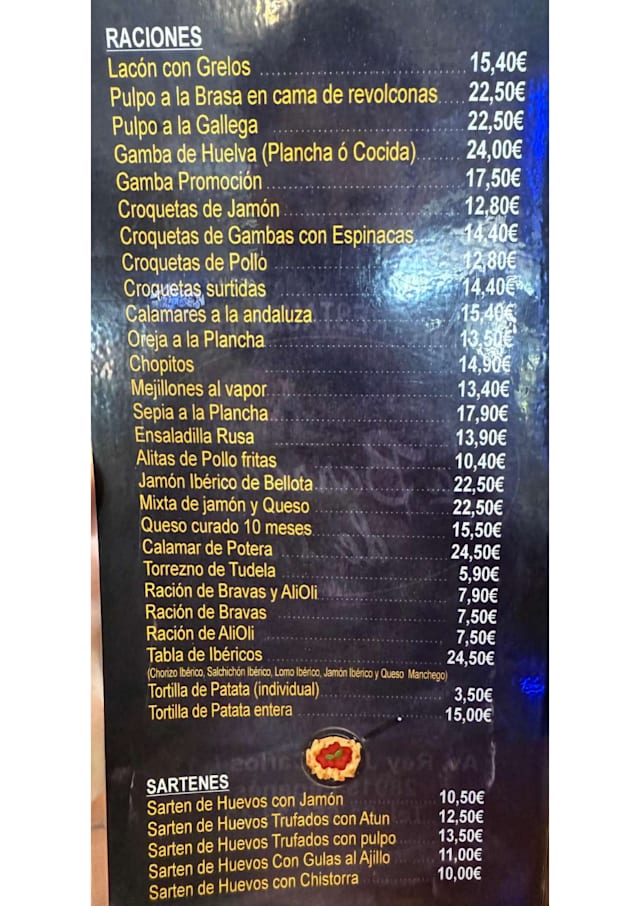 RACIONES
Lacón con Grelos 15,40€
Pulpo a la Brasa en cama de revolconas 22,50€
Pulpo a la Gallega 22,50€
Gamba de Huelva (Plancha ó Cocida) 24,00€
Gamba Promoción 17,50€
Croquetas de Jamón 12,80€
Croquetas de Gambas con Espinacas 14,40€
Croquetas de Pollo 12,80€
Croquetas surtidas 14,40€
Calamares a la andaluza 15,40€
Oreja a la Plancha 13,50€
Chopitos 14,90€
Mejillones al vapor 13,40€
Sepia a la Plancha 17,90€
Ensaladilla Rusa 13,90€
Alitas de Pollo fritas 10,40€
Jamón Ibérico de Bellota 22,50€
Mixta de jamón y Queso 22,50€
Queso curado 10 meses 15,50€
Calamar de Potera 24,50€
Torrezno de Tudela 5,90€
Ración de Bravas y AliOli 7,90€
Ración de Bravas 7,50€
Ración de AliOli 7,50€
Tabla de Ibéricos 24,50€
(Chorizo Ibérico, Salchichón Ibérico, Lomo Ibérico, Jamón Ibérico y Queso Manchego)
Tortilla de Patata (individual) 3,50€
Tortilla de Patata entera 15,00€
SARTENES
Sarten de Huevos con Jamón 10,50€
Sarten de Huevos Trufados con Atun 12,50€
Sarten de Huevos Trufados con pulpo 13,50€
Sarten de Huevos Con Gulas al Ajillo 11,00€
Sarten de Huevos con Chistorra 10,00€